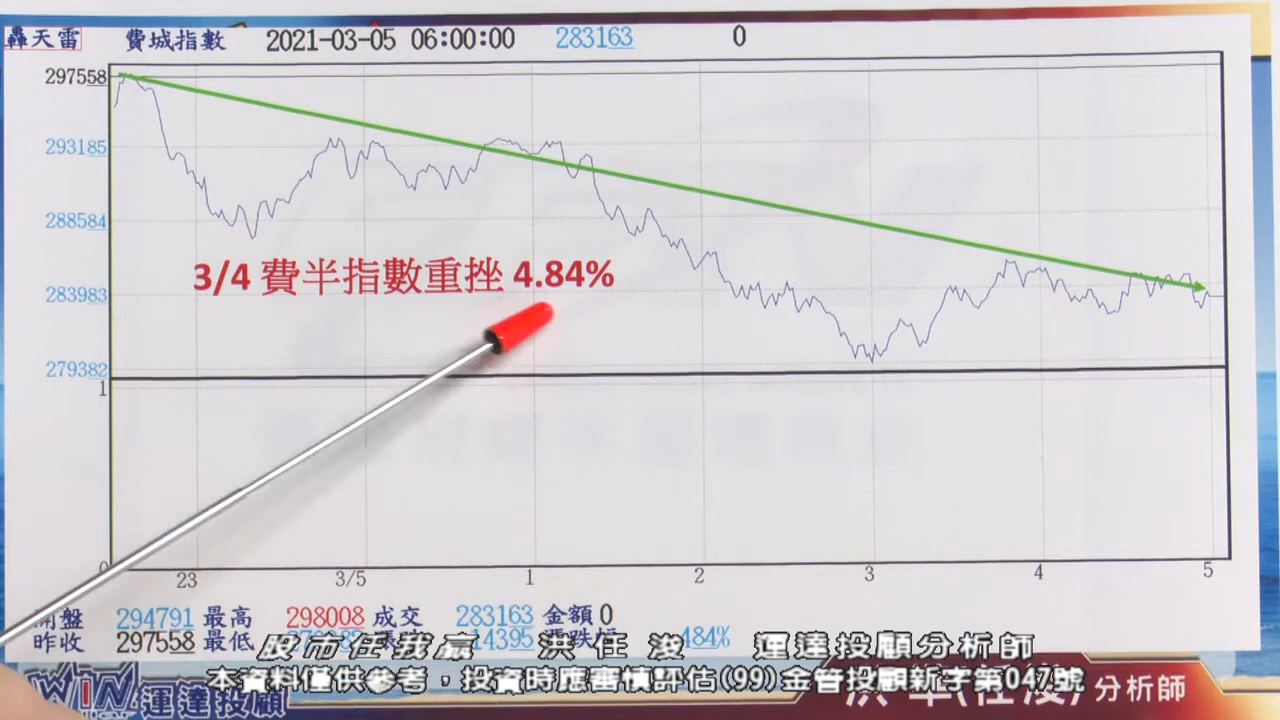 轟天雷 費城指數 2021-03-05 06:00:00 283163 0
297558
293185
288584
283983
279382
3/4 費半指數重挫 4.84%
1
0
23 3/5 1 2 3 4 5
開盤 294791 最高 298008 成交 283163 金額 0
昨收 297558 最低 14395 484%
股市任我贏 洪任浚 運達投顧分析師
本資料僅供參考,投資時應審慎評估(99)金管投顧新字第047號
WIN 運達投顧 分析師